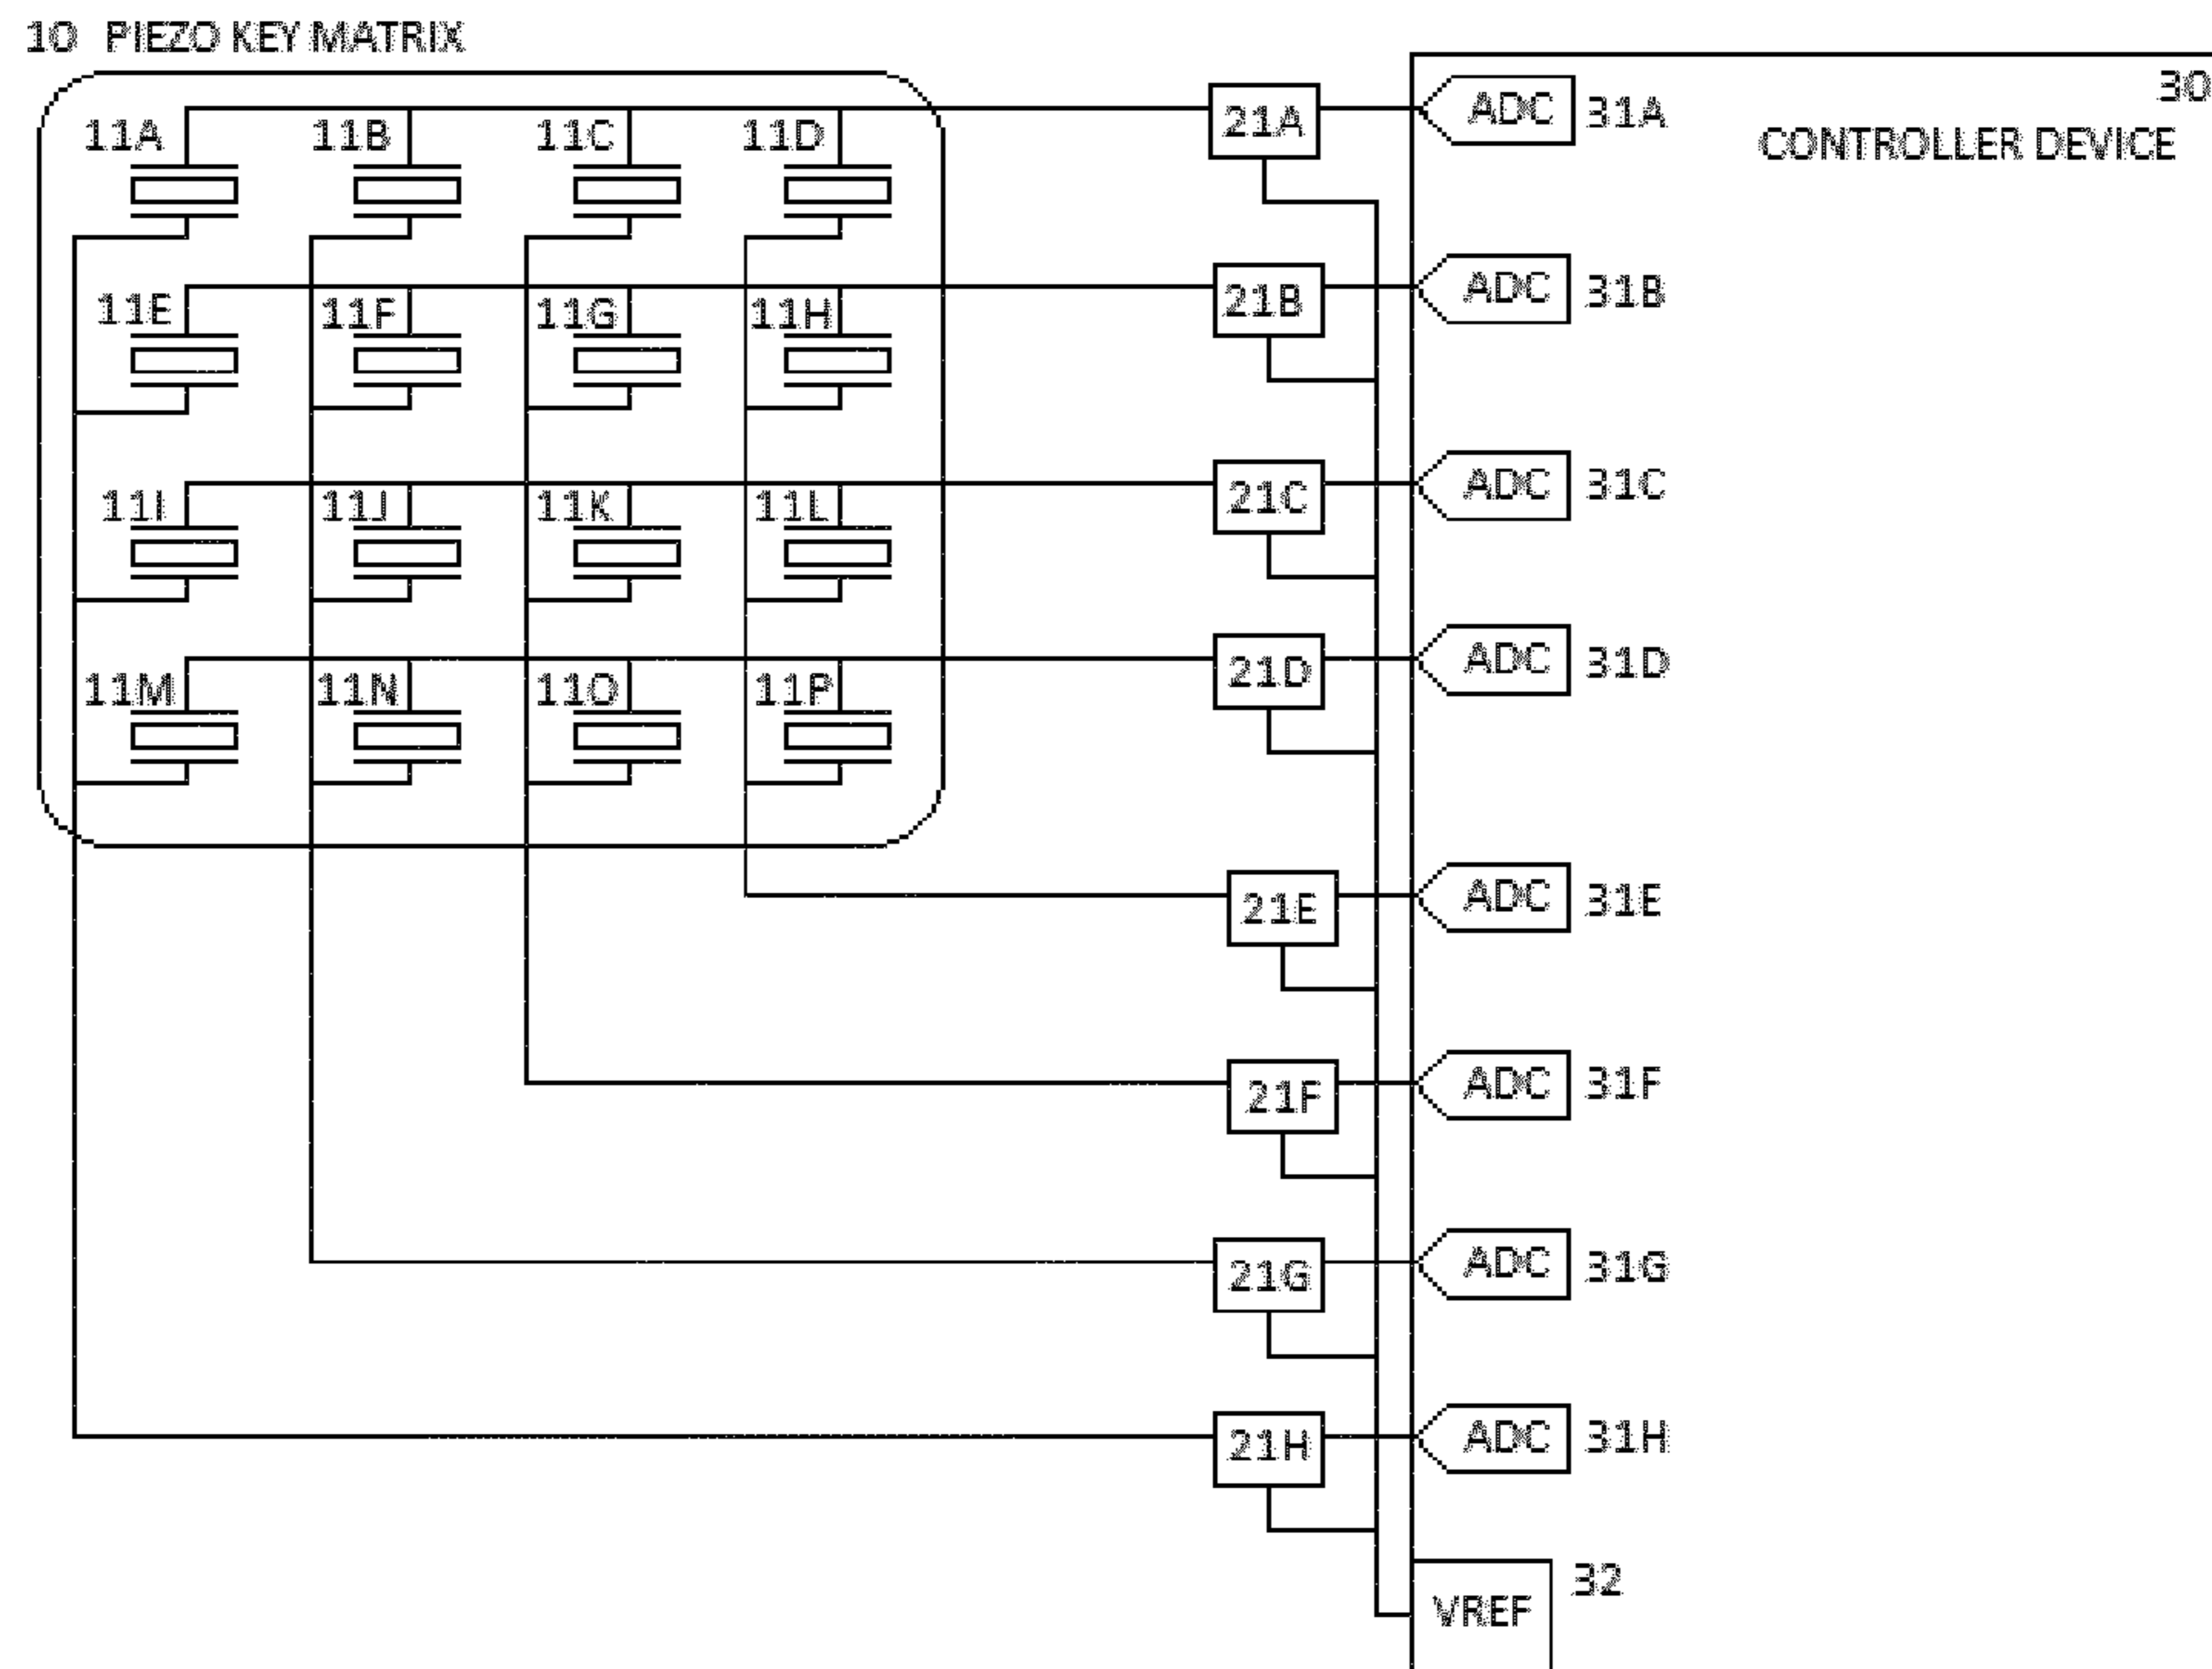 10 PIEZO KEY MATRIX
30
CONTROLLER DEVICE
11A 11B 11C 11D 21A ADC 31A
11E 11F 11G 11H 21B ADC 31B
11I 11J 11K 11L 21C ADC 31C
11M 11N 11O 11P 21D ADC 31D
21E ADC 31E
21F ADC 31F
21G ADC 31G
21H ADC 31H
VREF 32